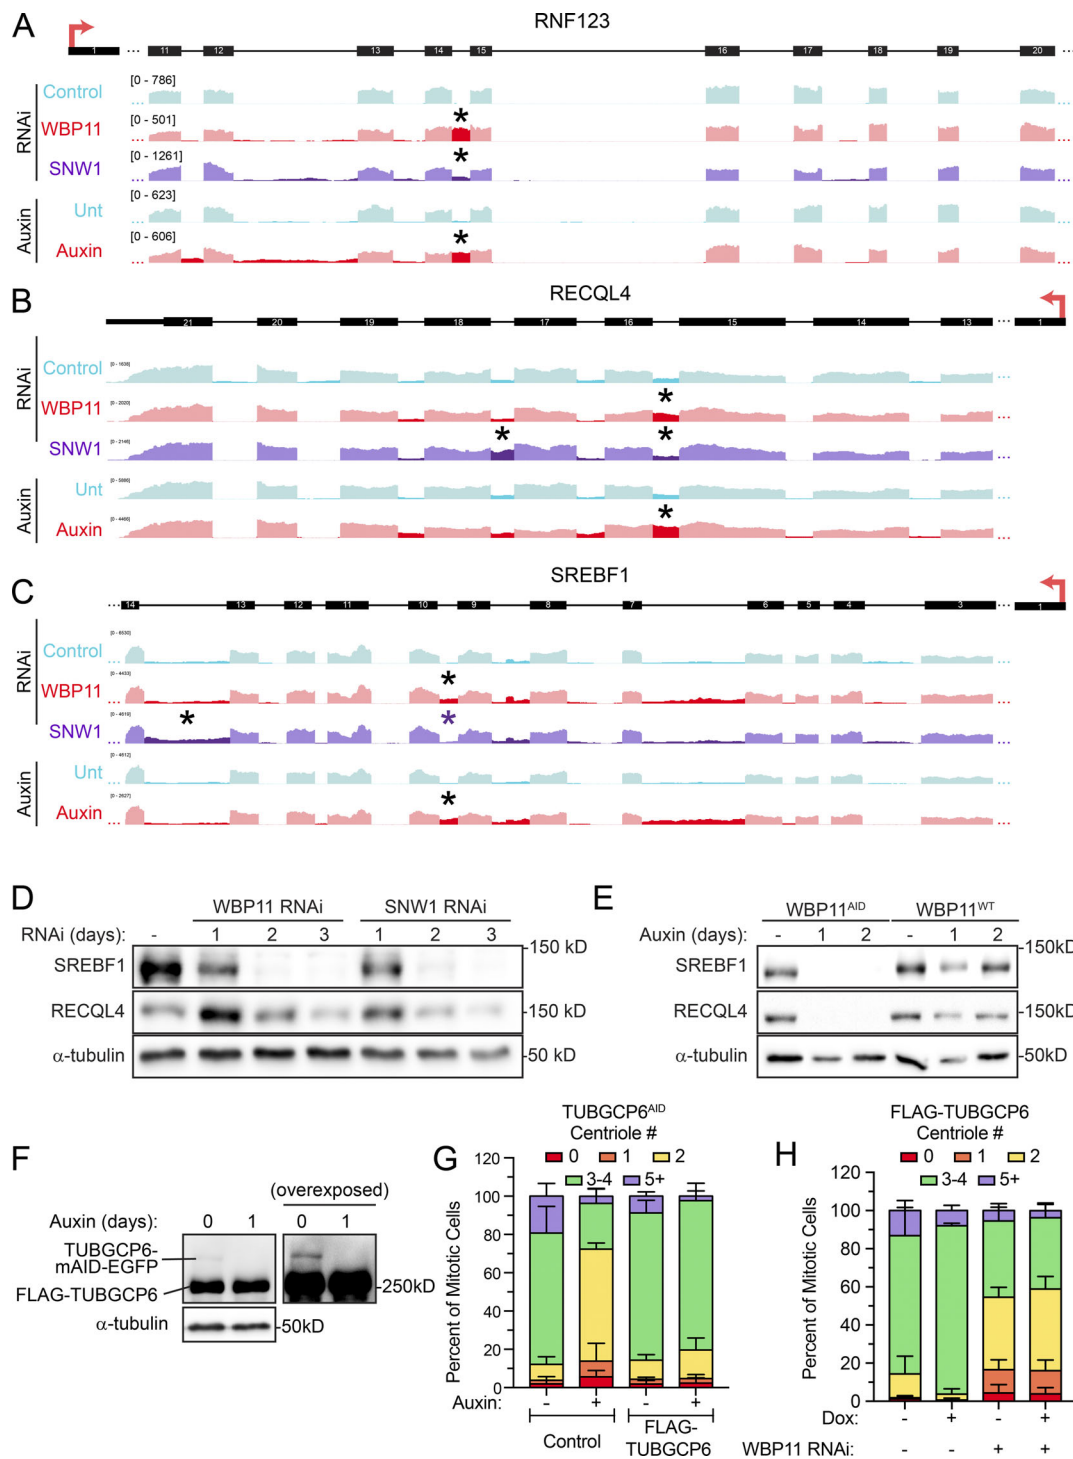 A
RNF123
1 ... 11 12 13 14 15 16 17 18 19 20 ...
RNAi
Control [0 - 786]
*
WBP11 [0 - 501]
*
SNW1 [0 - 1261]
Auxin
Unt [0 - 623]
*
Auxin [0 - 606]
B
RECQL4
21 20 19 18 17 16 15 14 13 ... 1
RNAi
Control
*
WBP11 [0 - 2020]
* *
SNW1
Auxin
Unt
*
Auxin
C
SREBF1
... 14 13 12 11 10 9 8 7 6 5 4 3 ... 1
RNAi
Control
*
WBP11
* *
SNW1
Auxin
Unt
*
Auxin
D
WBP11 RNAi SNW1 RNAi
RNAi (days): - 1 2 3 1 2 3
SREBF1 -150 kD
RECQL4 -150 kD
α-tubulin -50 kD
E
WBP11AID WBP11WT
Auxin (days): - 1 2 - 1 2
SREBF1 -150kD
RECQL4 -150kD
α-tubulin -50kD
F
(overexposed)
Auxin (days): 0 1 0 1
TUBGCP6-
mAID-EGFP
FLAG-TUBGCP6 -250kD
α-tubulin -50kD
G
TUBGCP6AID
Centriole #
0 1 2
3-4 5+
Percent of Mitotic Cells
120
100
80
60
40
20
0
Auxin: - + - +
Control FLAG-
TUBGCP6
H
FLAG-TUBGCP6
Centriole #
0 1 2
3-4 5+
Percent of Mitotic Cells
120
100
80
60
40
20
0
Dox: - + - +
WBP11 RNAi: - - + +